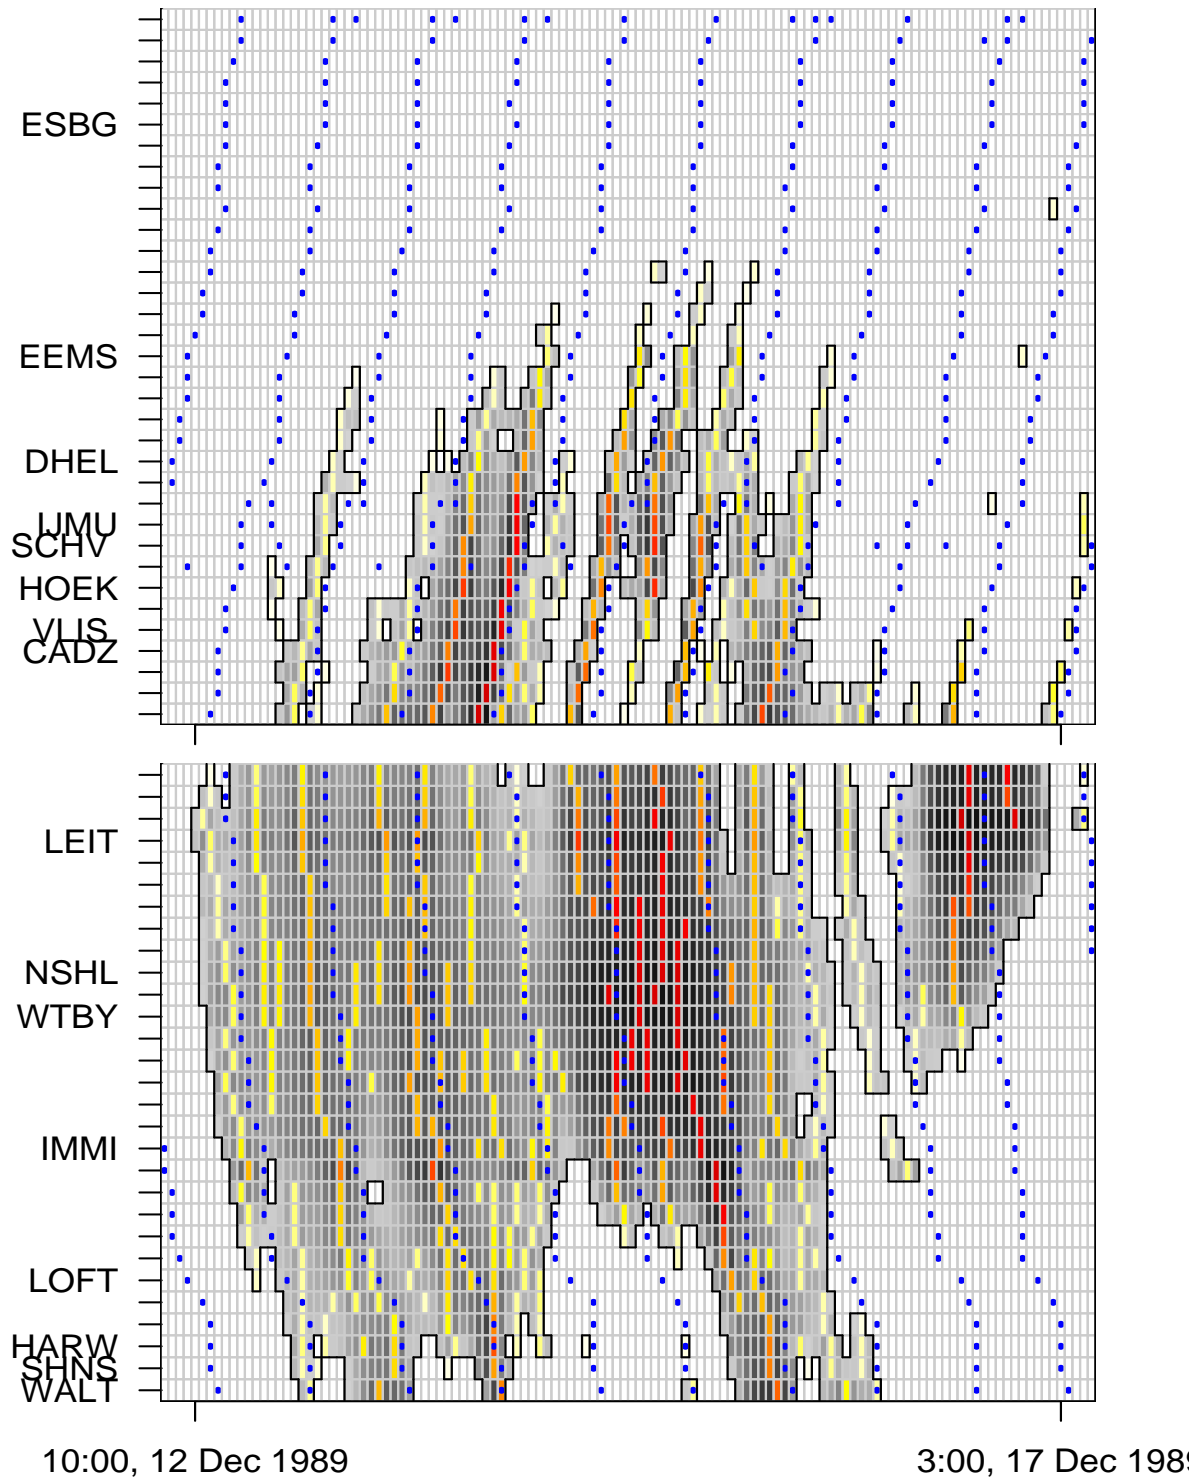 ESBG
EEMS
DHEL
IJMU
SCHV
HOEK
VLIS
CADZ
LEIT
NSHL
WTBY
IMMI
LOFT
HARW
SHNS
WALT
10:00, 12 Dec 1989 3:00, 17 Dec 1989